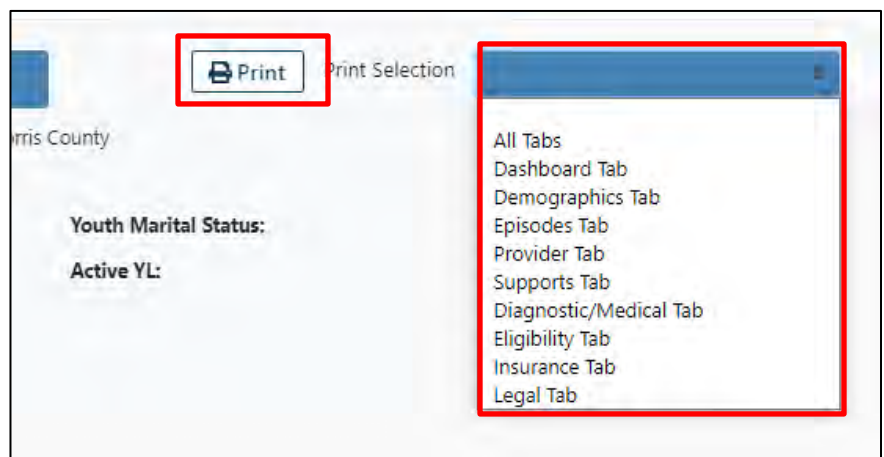 Print Print Selection
rris County
Youth Marital Status:
Active YL:
All Tabs
Dashboard Tab
Demographics Tab
Episodes Tab
Provider Tab
Supports Tab
Diagnostic/Medical Tab
Eligibility Tab
Insurance Tab
Legal Tab